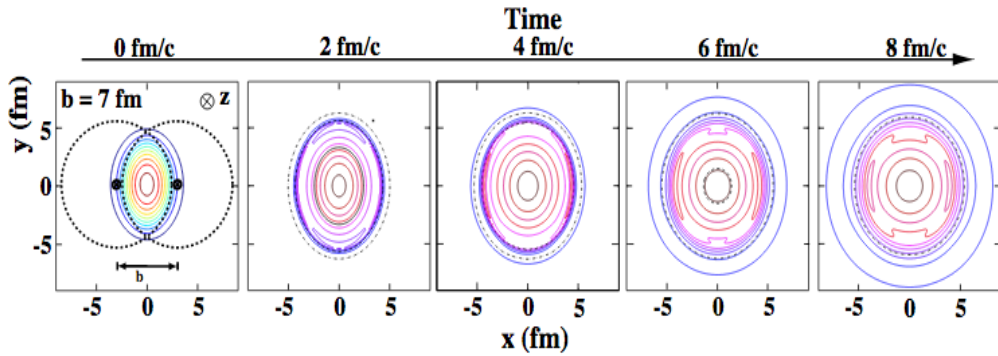 Time
0 fm/c 2 fm/c 4 fm/c 6 fm/c 8 fm/c
b = 7 fm ⊗ z
y (fm)
5
0
-5
b
-5 0 5 -5 0 5 -5 0 5 -5 0 5 -5 0 5
x (fm)